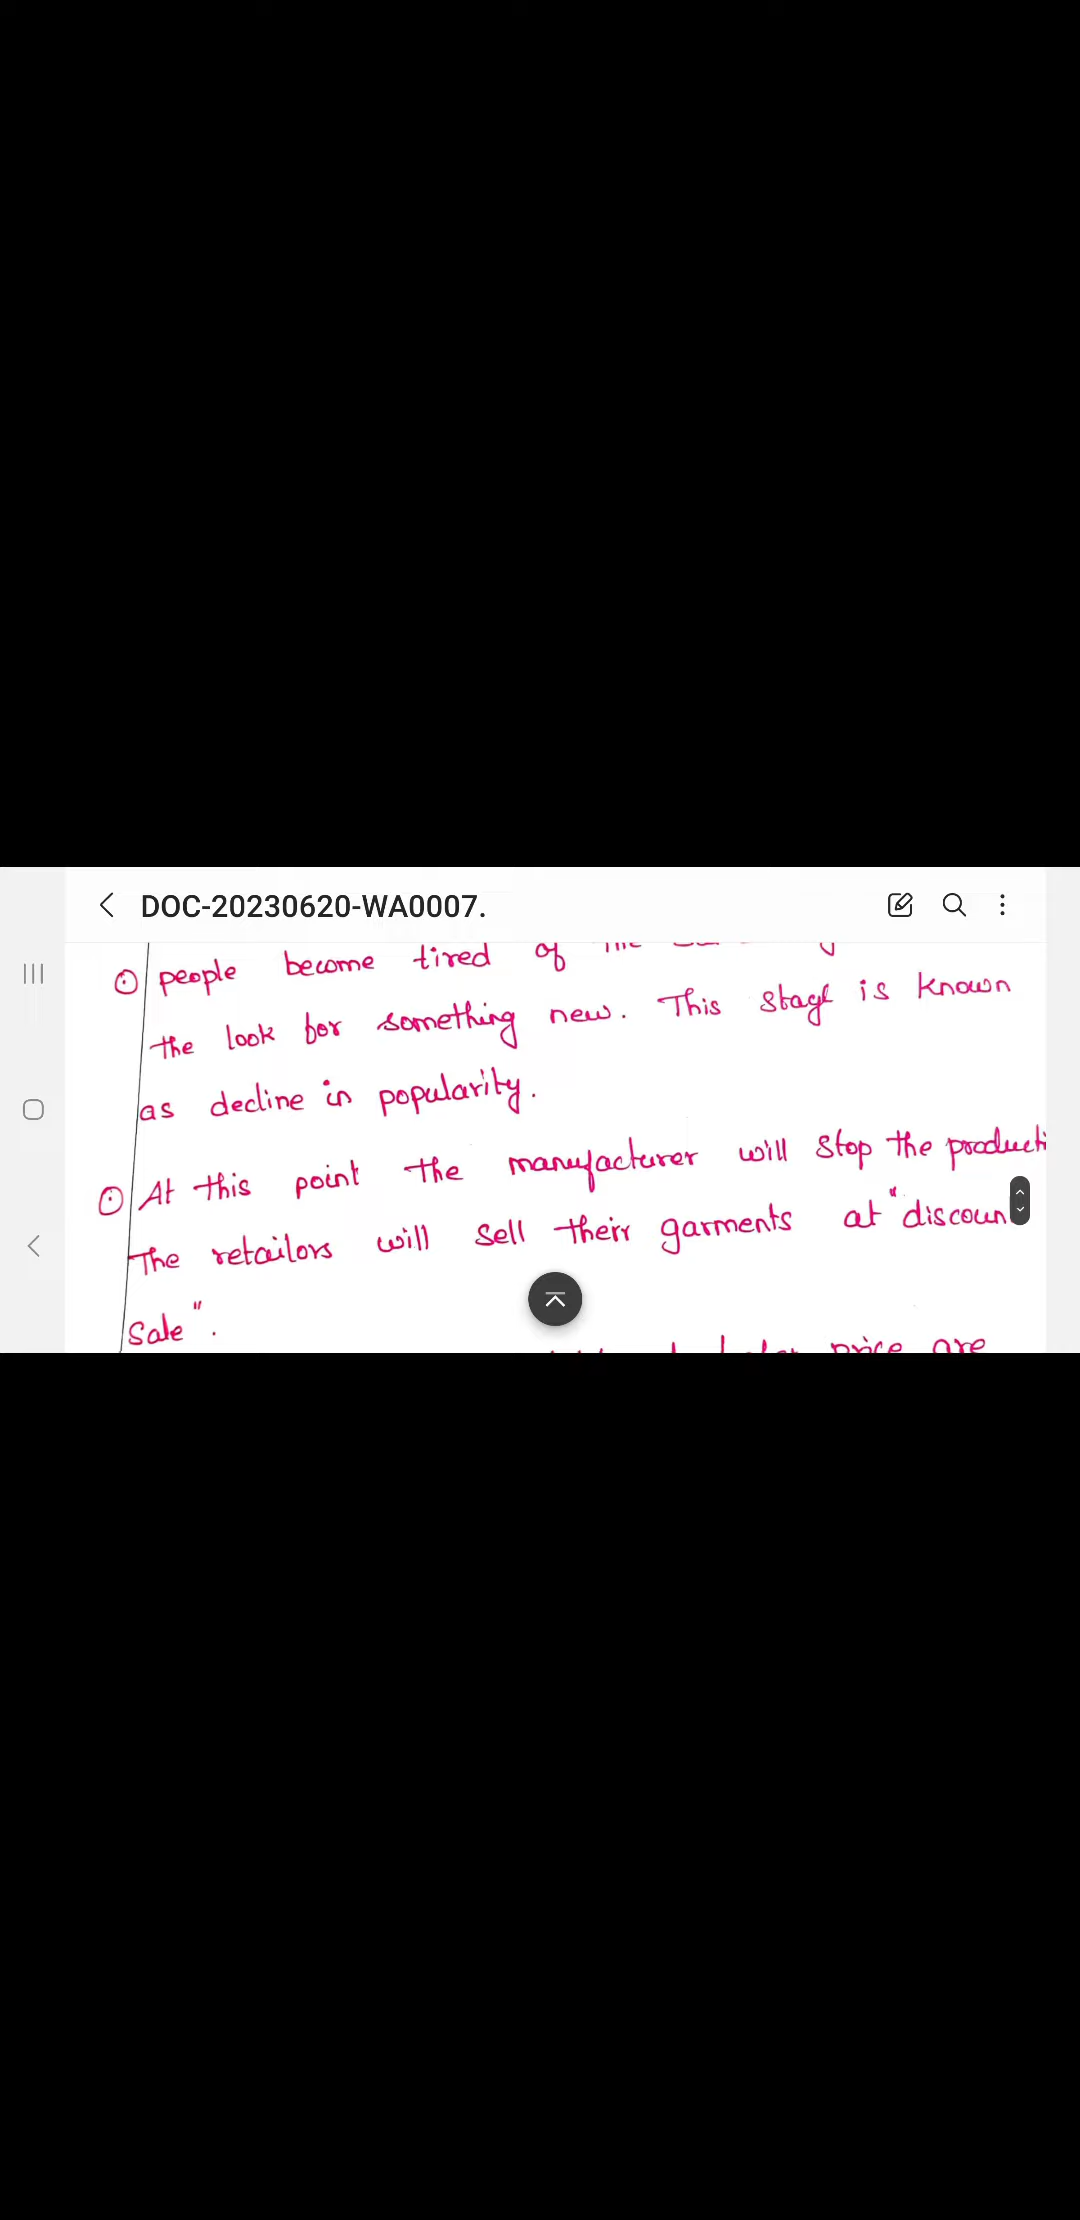 DOC-20230620-WA0007.
people become tired of
the look for something new. This stage is known
as decline in popularity.
At this point the manufacturer will stop the producti
The retailors will sell their garments at "discoun
Sale".
price are